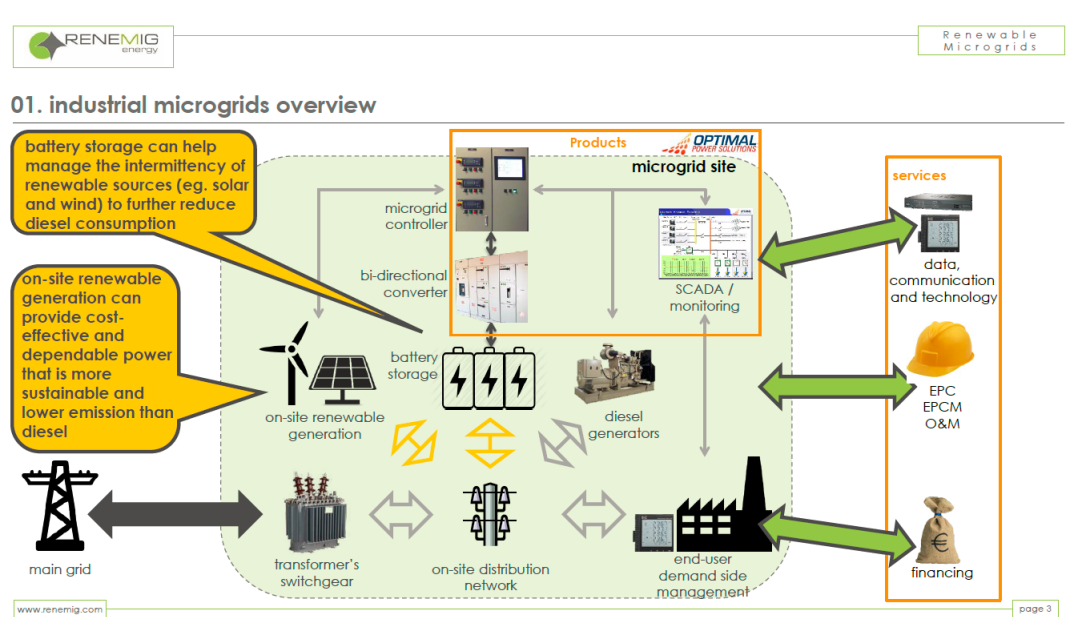 RENEMIG
energy
Renewable
Microgrids
01. industrial microgrids overview
battery storage can help
manage the intermittency of
renewable sources (eg. solar
and wind) to further reduce
diesel consumption
Products
OPTIMAL
POWER SOLUTIONS
microgrid site
microgrid
controller
bi-directional
converter
SCADA /
monitoring
services
data,
communication
and technology
on-site renewable
generation can
provide cost-
effective and
dependable power
that is more
sustainable and
lower emission than
diesel
battery
storage
on-site renewable
generation
diesel
generators
EPC
EPCM
O&M
main grid
transformer's
switchgear
on-site distribution
network
end-user
demand side
management
€
financing
www.renemig.com
page 3